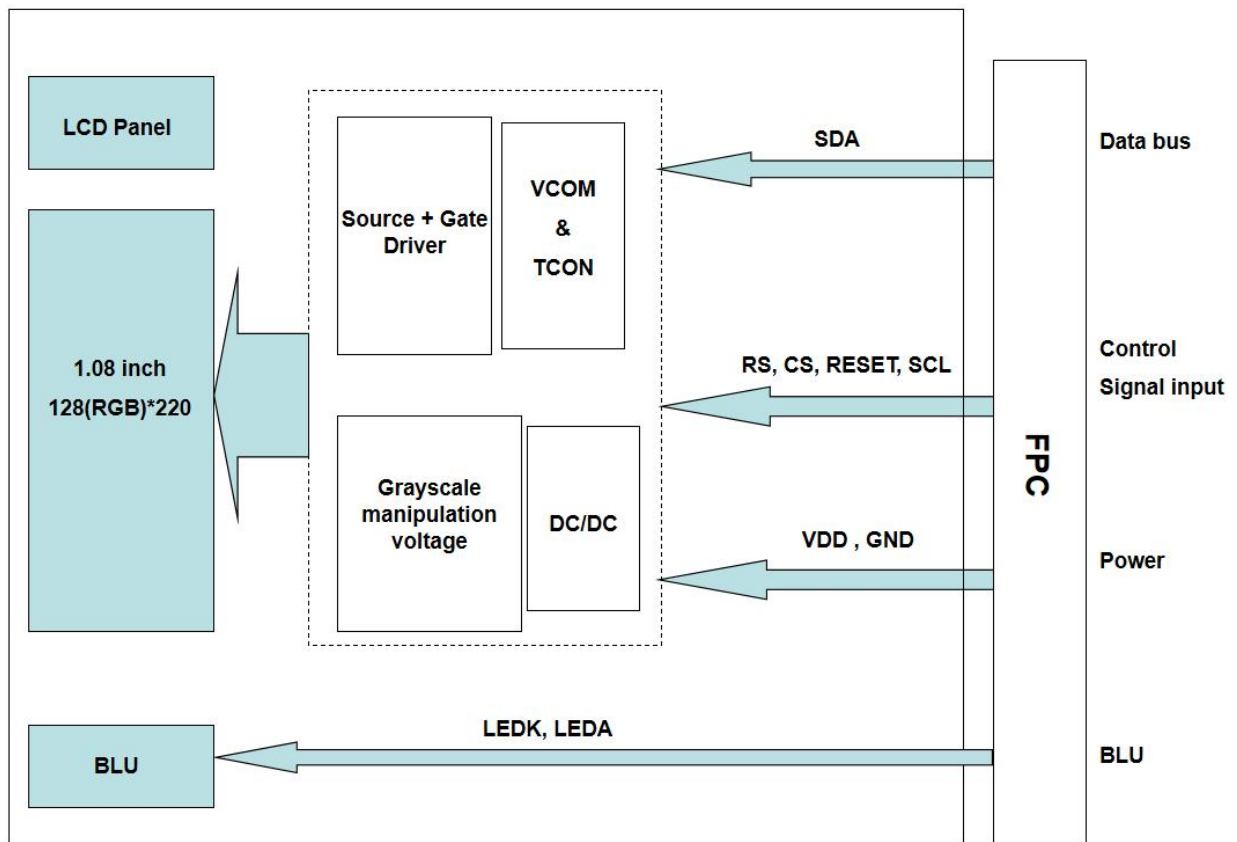 LCD Panel
1.08 inch
128(RGB)*220
BLU
Source + Gate
Driver
VCOM
&
TCON
Grayscale
manipulation
voltage
DC/DC
SDA
RS, CS, RESET, SCL
VDD , GND
LEDK, LEDA
FPC
Data bus
Control
Signal input
Power
BLU